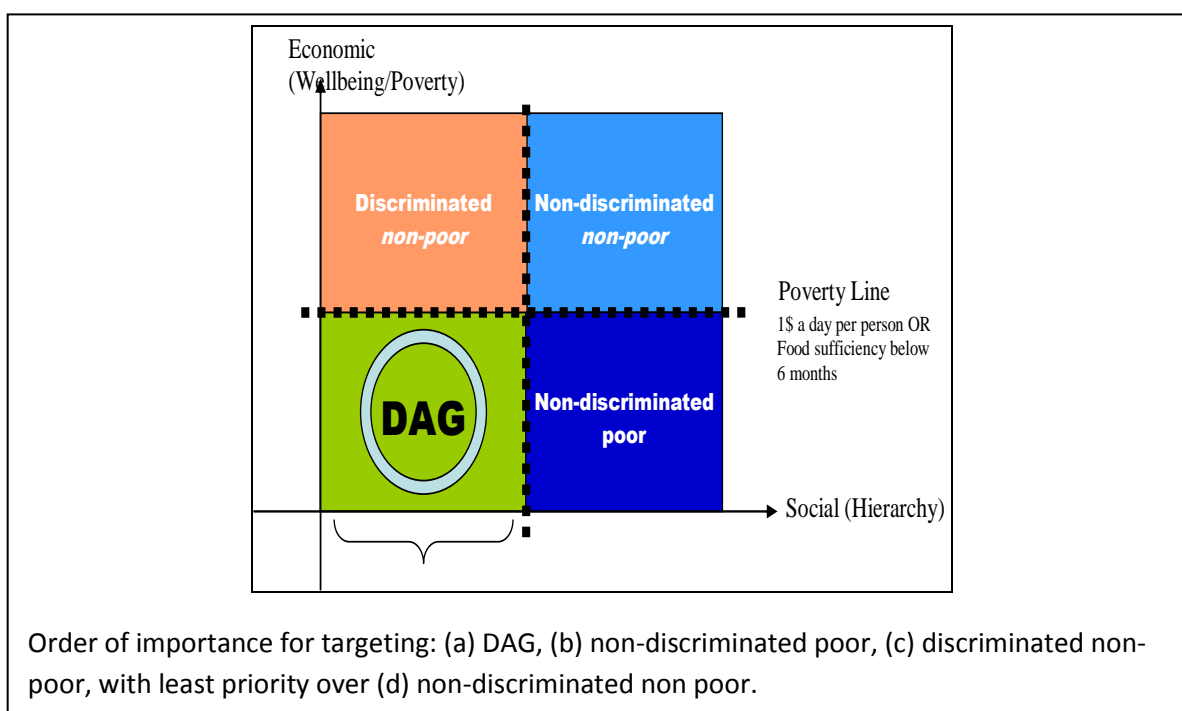 Economic
(Wellbeing/Poverty)
Discriminated
non-poor
Non-discriminated
non-poor
Poverty Line
1$ a day per person OR
Food sufficiency below
6 months
DAG
Non-discriminated
poor
Social (Hierarchy)
Order of importance for targeting: (a) DAG, (b) non-discriminated poor, (c) discriminated non-
poor, with least priority over (d) non-discriminated non poor.